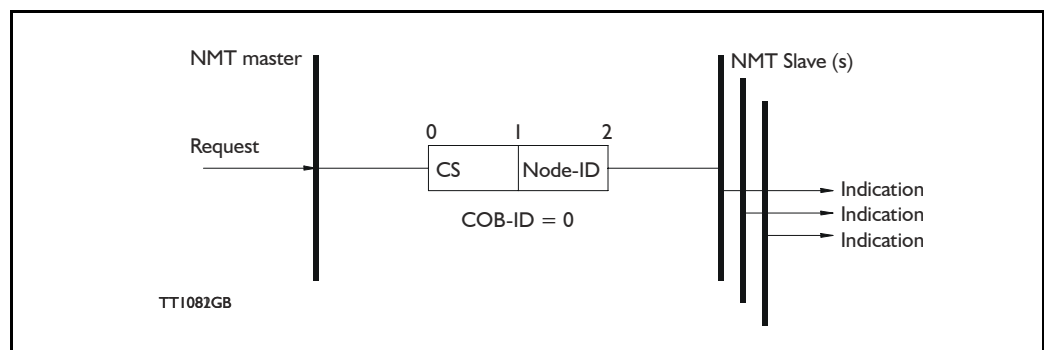 NMT master
NMT Slave (s)
0 1 2
Request
CS Node-ID
COB-ID = 0
Indication
Indication
Indication
TT1082GB